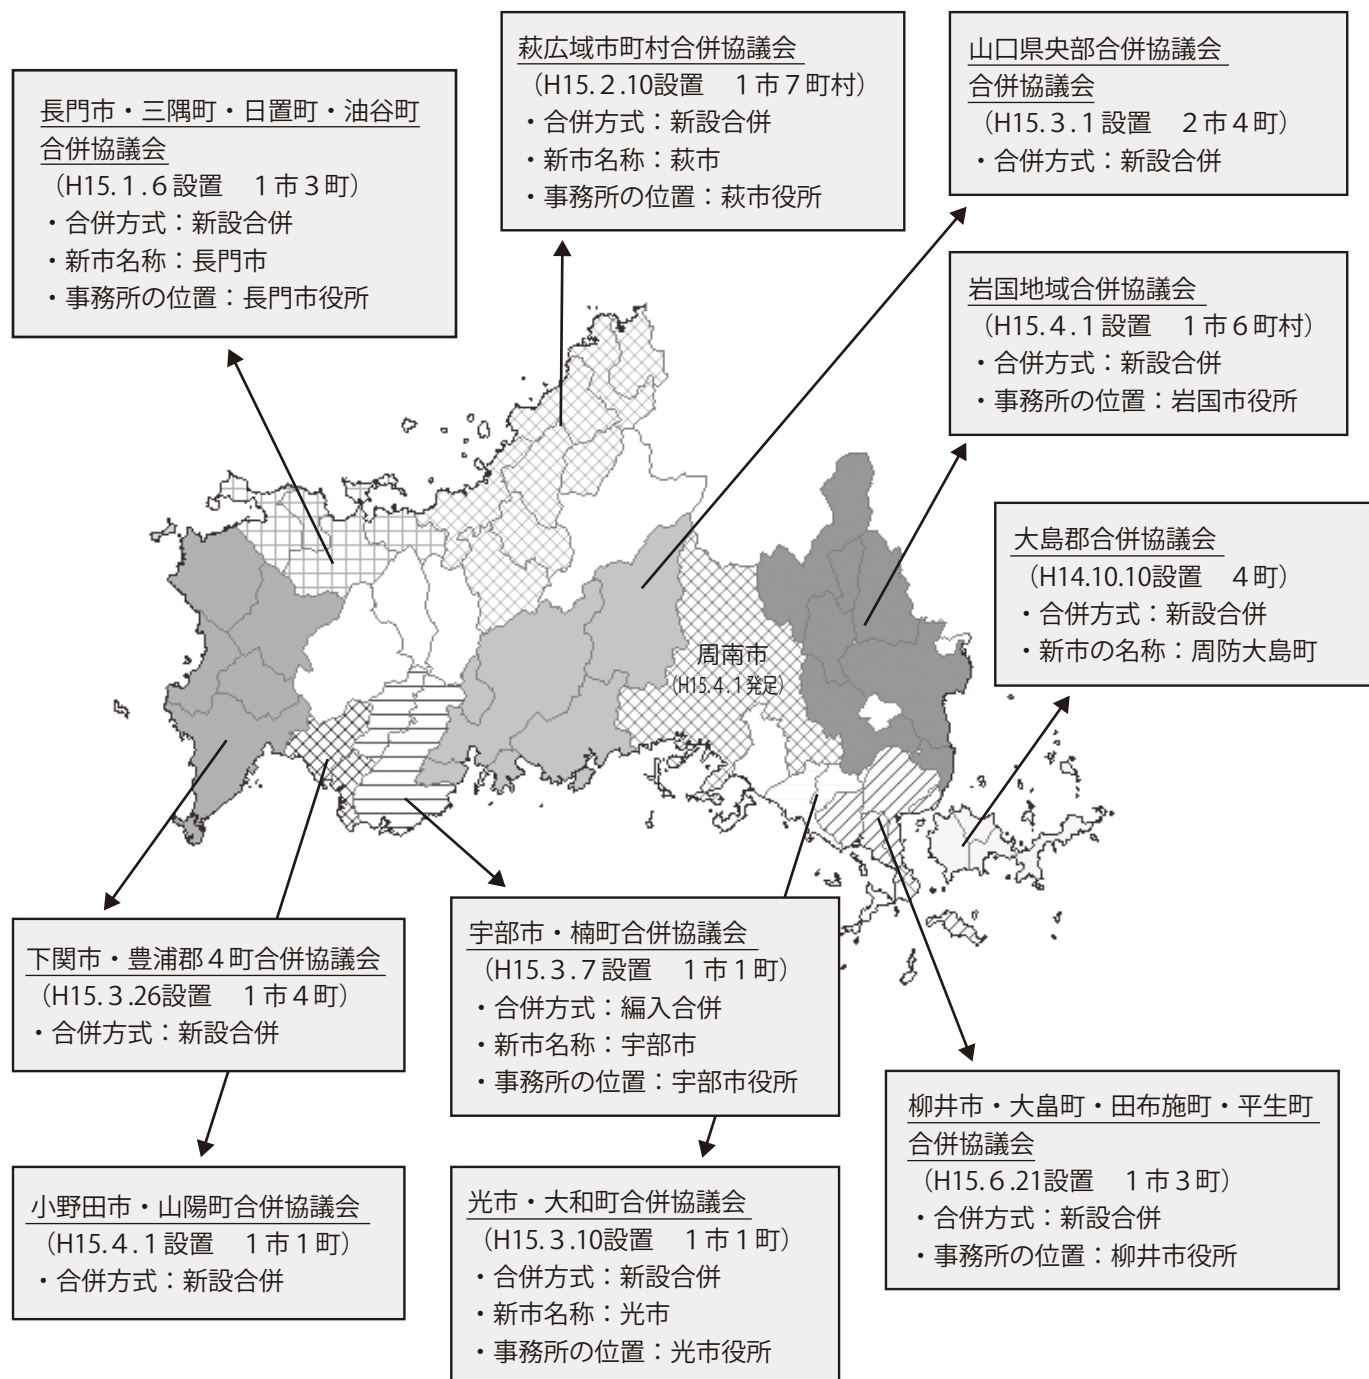 萩広域市町村合併協議会
（H15.2.10設置　1市7町村）
・合併方式：新設合併
・新市名称：萩市
・事務所の位置：萩市役所
山口県央部合併協議会
合併協議会
（H15.3.1設置　2市4町）
・合併方式：新設合併
長門市・三隅町・日置町・油谷町
合併協議会
（H15.1.6設置　1市3町）
・合併方式：新設合併
・新市名称：長門市
・事務所の位置：長門市役所
岩国地域合併協議会
（H15.4.1設置　1市6町村）
・合併方式：新設合併
・事務所の位置：岩国市役所
大島郡合併協議会
（H14.10.10設置　4町）
・合併方式：新設合併
・新市の名称：周防大島町
周南市
（H15.4.1発足）
下関市・豊浦郡4町合併協議会
（H15.3.26設置　1市4町）
・合併方式：新設合併
宇部市・楠町合併協議会
（H15.3.7設置　1市1町）
・合併方式：編入合併
・新市名称：宇部市
・事務所の位置：宇部市役所
柳井市・大畠町・田布施町・平生町
合併協議会
（H15.6.21設置　1市3町）
・合併方式：新設合併
・事務所の位置：柳井市役所
小野田市・山陽町合併協議会
（H15.4.1設置　1市1町）
・合併方式：新設合併
光市・大和町合併協議会
（H15.3.10設置　1市1町）
・合併方式：新設合併
・新市名称：光市
・事務所の位置：光市役所